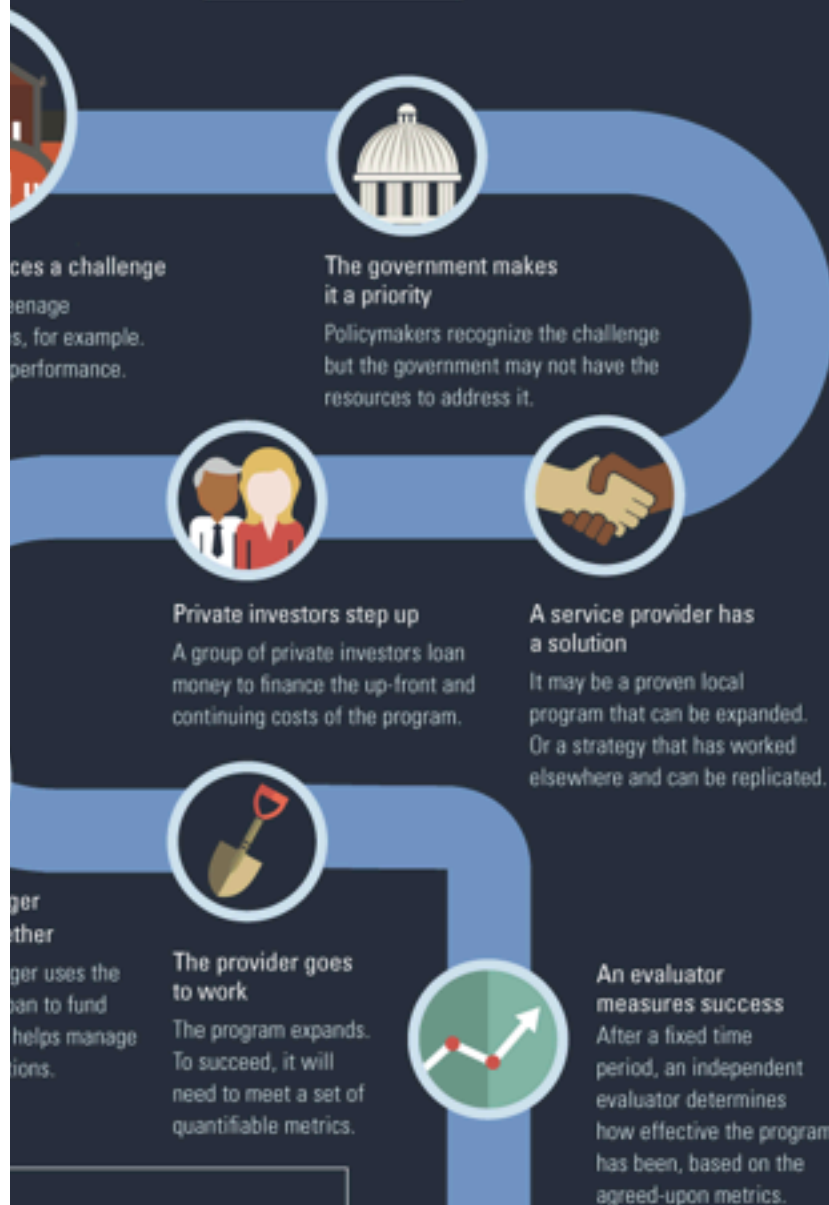 ces a challenge
eenage
s, for example.
performance.
The government makes
it a priority
Policymakers recognize the challenge
but the government may not have the
resources to address it.
Private investors step up
A group of private investors loan
money to finance the up-front and
continuing costs of the program.
A service provider has
a solution
It may be a proven local
program that can be expanded.
Or a strategy that has worked
elsewhere and can be replicated.
ger
ther
ger uses the
an to fund
helps manage
ions.
The provider goes
to work
The program expands.
To succeed, it will
need to meet a set of
quantifiable metrics.
An evaluator
measures success
After a fixed time
period, an independent
evaluator determines
how effective the program
has been, based on the
agreed-upon metrics.